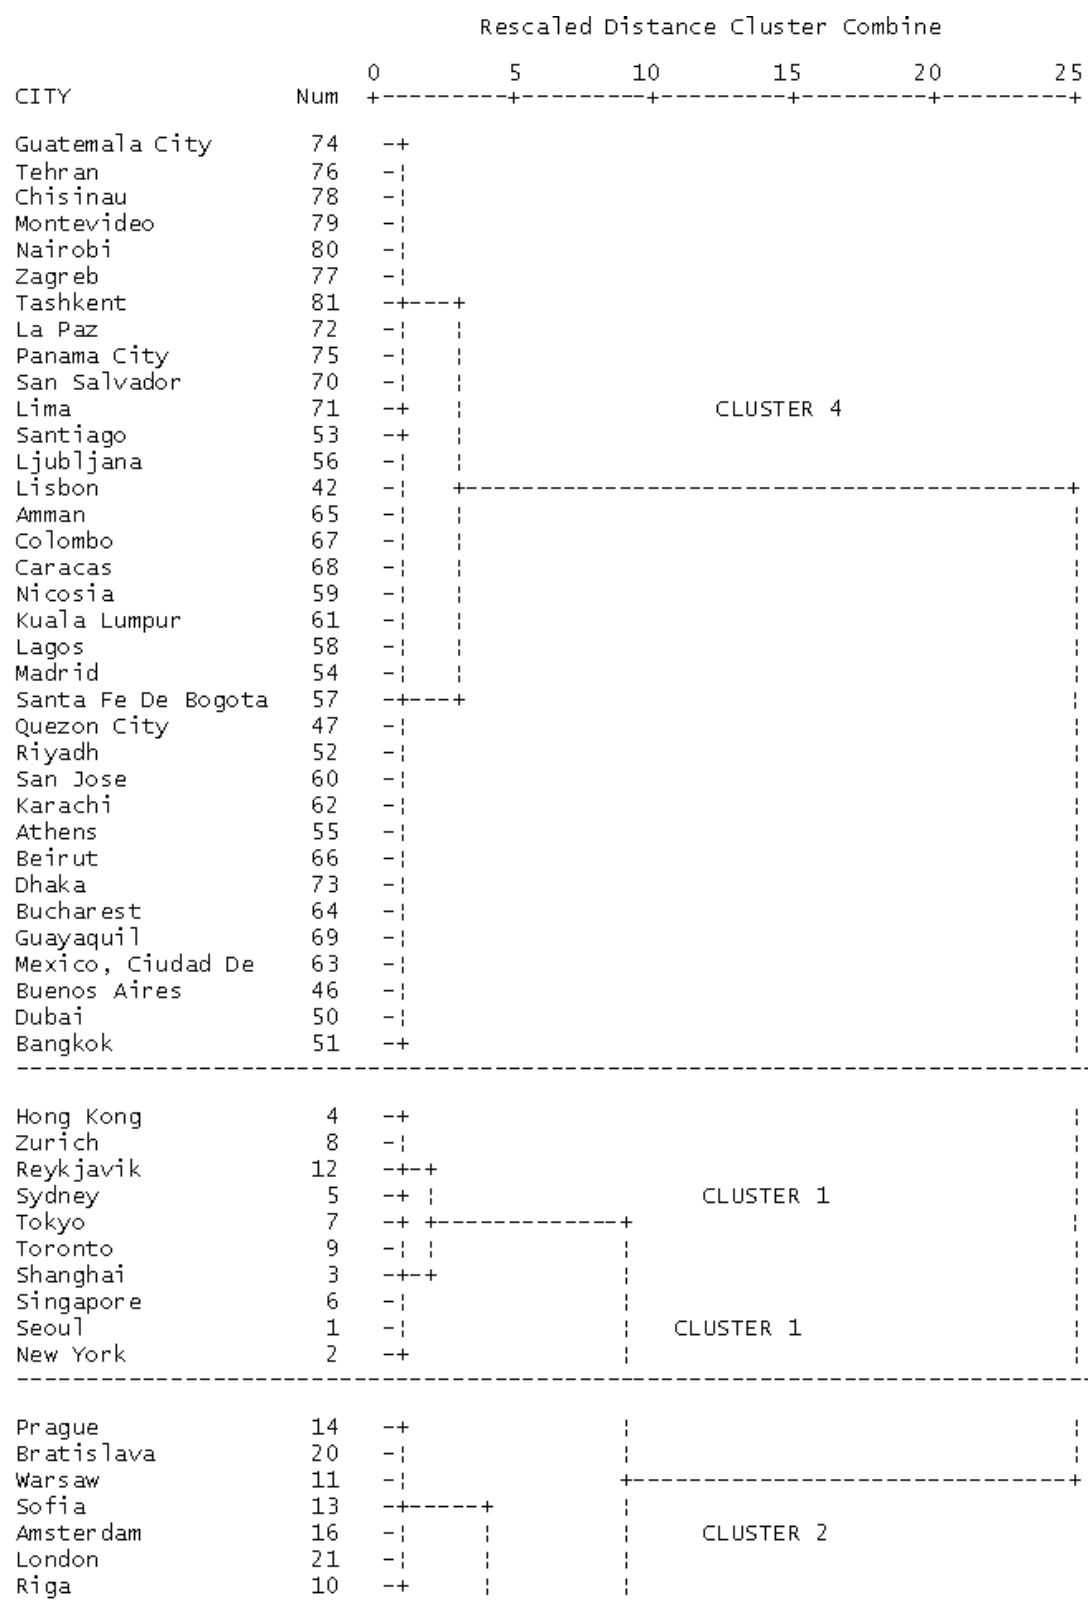 Rescaled Distance Cluster Combine
0 5 10 15 20 25
CITY Num +---------+---------+---------+---------+---------+
Guatemala City 74 -+
Tehran 76 -¦
Chisinau 78 -¦
Montevideo 79 -¦
Nairobi 80 -¦
Zagreb 77 -¦
Tashkent 81 -+---+
La Paz 72 -¦ ¦
Panama City 75 -¦ ¦
San Salvador 70 -¦ ¦
Lima 71 -+ ¦ CLUSTER 4
Santiago 53 -+ ¦
Ljubljana 56 -¦ ¦
Lisbon 42 -¦ +-------------------------------------------+
Amman 65 -¦ ¦ ¦
Colombo 67 -¦ ¦ ¦
Caracas 68 -¦ ¦ ¦
Nicosia 59 -¦ ¦ ¦
Kuala Lumpur 61 -¦ ¦ ¦
Lagos 58 -¦ ¦ ¦
Madrid 54 -¦ ¦ ¦
Santa Fe De Bogota 57 -+---+ ¦
Quezon City 47 -¦ ¦
Riyadh 52 -¦ ¦
San Jose 60 -¦ ¦
Karachi 62 -¦ ¦
Athens 55 -¦ ¦
Beirut 66 -¦ ¦
Dhaka 73 -¦ ¦
Bucharest 64 -¦ ¦
Guayaquil 69 -¦ ¦
Mexico, Ciudad De 63 -¦ ¦
Buenos Aires 46 -¦ ¦
Dubai 50 -¦ ¦
Bangkok 51 -+ ¦
----------------------------------------------------------------------------
Hong Kong 4 -+ ¦
Zurich 8 -¦ ¦
Reykjavik 12 -+-+ ¦
Sydney 5 -+ ¦ CLUSTER 1 ¦
Tokyo 7 -+ +-------------+ ¦
Toronto 9 -¦ ¦ ¦ ¦
Shanghai 3 -+-+ ¦ ¦
Singapore 6 -¦ ¦ ¦
Seoul 1 -¦ ¦ CLUSTER 1 ¦
New York 2 -+ ¦ ¦
----------------------------------------------------------------------------
Prague 14 -+ ¦ ¦
Bratislava 20 -¦ ¦ ¦
Warsaw 11 -¦ +-------------------------------+
Sofia 13 -+-----+ ¦
Amsterdam 16 -¦ ¦ ¦ CLUSTER 2
London 21 -¦ ¦ ¦
Riga 10 -+ ¦ ¦